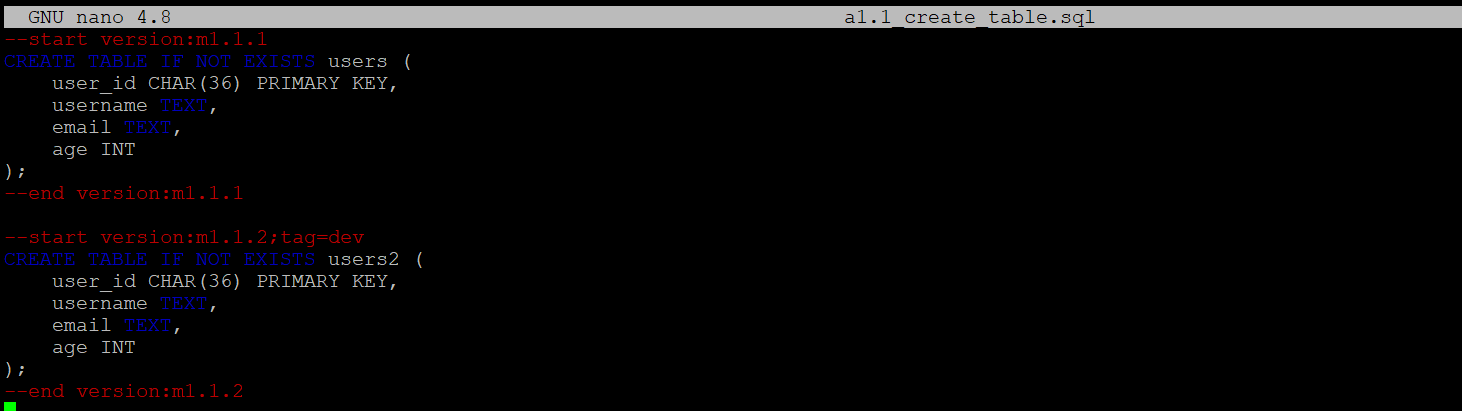 GNU nano 4.8 a1.1_create_table.sql
--start version:m1.1.1
CREATE TABLE IF NOT EXISTS users (
    user_id CHAR(36) PRIMARY KEY,
    username TEXT,
    email TEXT,
    age INT
);
--end version:m1.1.1
--start version:m1.1.2;tag=dev
CREATE TABLE IF NOT EXISTS users2 (
    user_id CHAR(36) PRIMARY KEY,
    username TEXT,
    email TEXT,
    age INT
);
--end version:m1.1.2